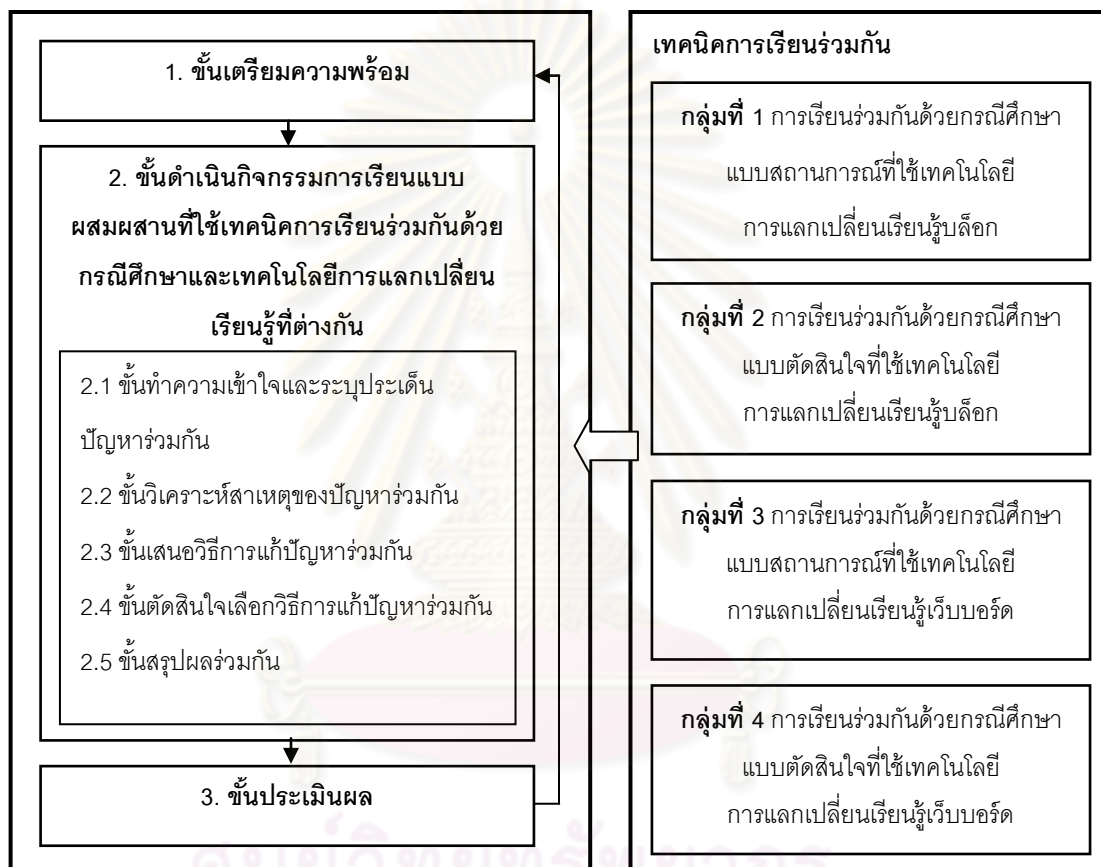 1. ขั้นเตรียมความพร้อม
2. ขั้นดำเนินกิจกรรมการเรียนแบบ
ผสมผสานที่ใช้เทคนิคการเรียนร่วมกันด้วย
กรณีศึกษาและเทคโนโลยีการแลกเปลี่ยน
เรียนรู้ที่ต่างกัน
2.1 ขั้นทำความเข้าใจและระบุประเด็น
ปัญหาร่วมกัน
2.2 ขั้นวิเคราะห์สาเหตุของปัญหาร่วมกัน
2.3 ขั้นเสนอวิธีการแก้ปัญหาร่วมกัน
2.4 ขั้นตัดสินใจเลือกวิธีการแก้ปัญหาร่วมกัน
2.5 ขั้นสรุปผลร่วมกัน
3. ขั้นประเมินผล
เทคนิคการเรียนร่วมกัน
กลุ่มที่ 1 การเรียนร่วมกันด้วยกรณีศึกษา
แบบสถานการณ์ที่ใช้เทคโนโลยี
การแลกเปลี่ยนเรียนรู้บล็อก
กลุ่มที่ 2 การเรียนร่วมกันด้วยกรณีศึกษา
แบบตัดสินใจที่ใช้เทคโนโลยี
การแลกเปลี่ยนเรียนรู้บล็อก
กลุ่มที่ 3 การเรียนร่วมกันด้วยกรณีศึกษา
แบบสถานการณ์ที่ใช้เทคโนโลยี
การแลกเปลี่ยนเรียนรู้เว็บบอร์ด
กลุ่มที่ 4 การเรียนร่วมกันด้วยกรณีศึกษา
แบบตัดสินใจที่ใช้เทคโนโลยี
การแลกเปลี่ยนเรียนรู้เว็บบอร์ด
ศูนย์วิทยทรัพยากร